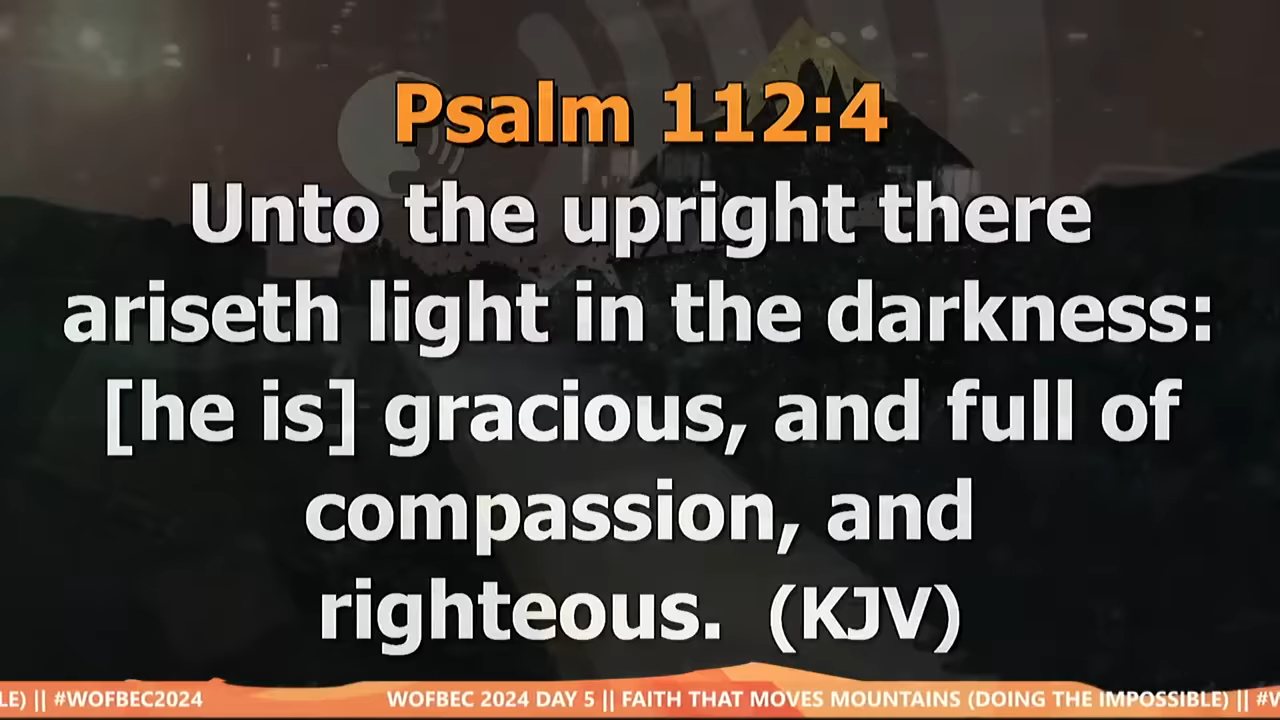 Psalm 112:4
Unto the upright there
ariseth light in the darkness:
[he is] gracious, and full of
compassion, and
righteous.  (KJV)
LE) || #WOFBEC2024 WOFBEC 2024 DAY 5 || FAITH THAT MOVES MOUNTAINS (DOING THE IMPOSSIBLE) || #W